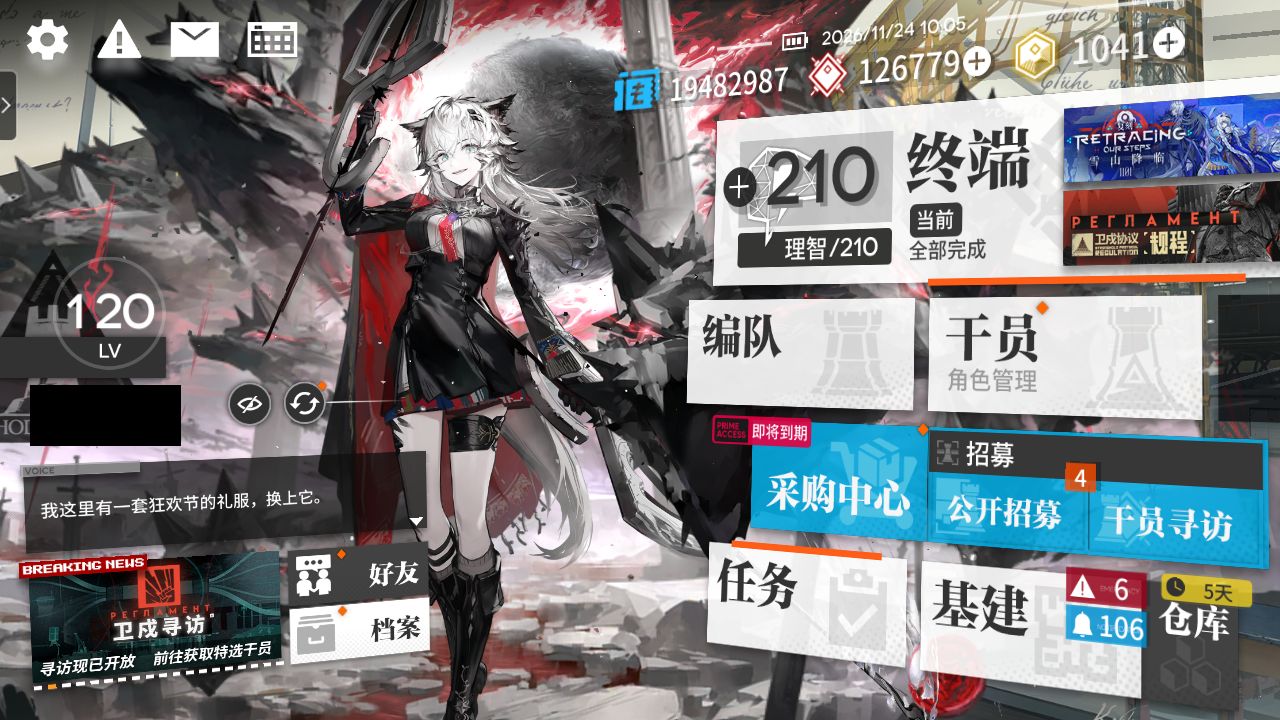 2026/11/24 10:05
19482987
126779
1041
210
理智/210
终端
当前
全部完成
复刻
RETRACING
OUR STEPS
雪山降临
1101
РЕГЛАМЕНТ
卫戍协议
规程
120
LV
编队
干员
角色管理
PRIME
ACCESS
即将到期
采购中心
招募
4
公开招募
干员寻访
VOICE
我这里有一套狂欢节的礼服，换上它。
BREAKING NEWS
РЕГЛАМЕНТ
卫戍寻访
寻访现已开放 前往获取特选干员
好友
档案
任务
基建
6
106
5天
仓库